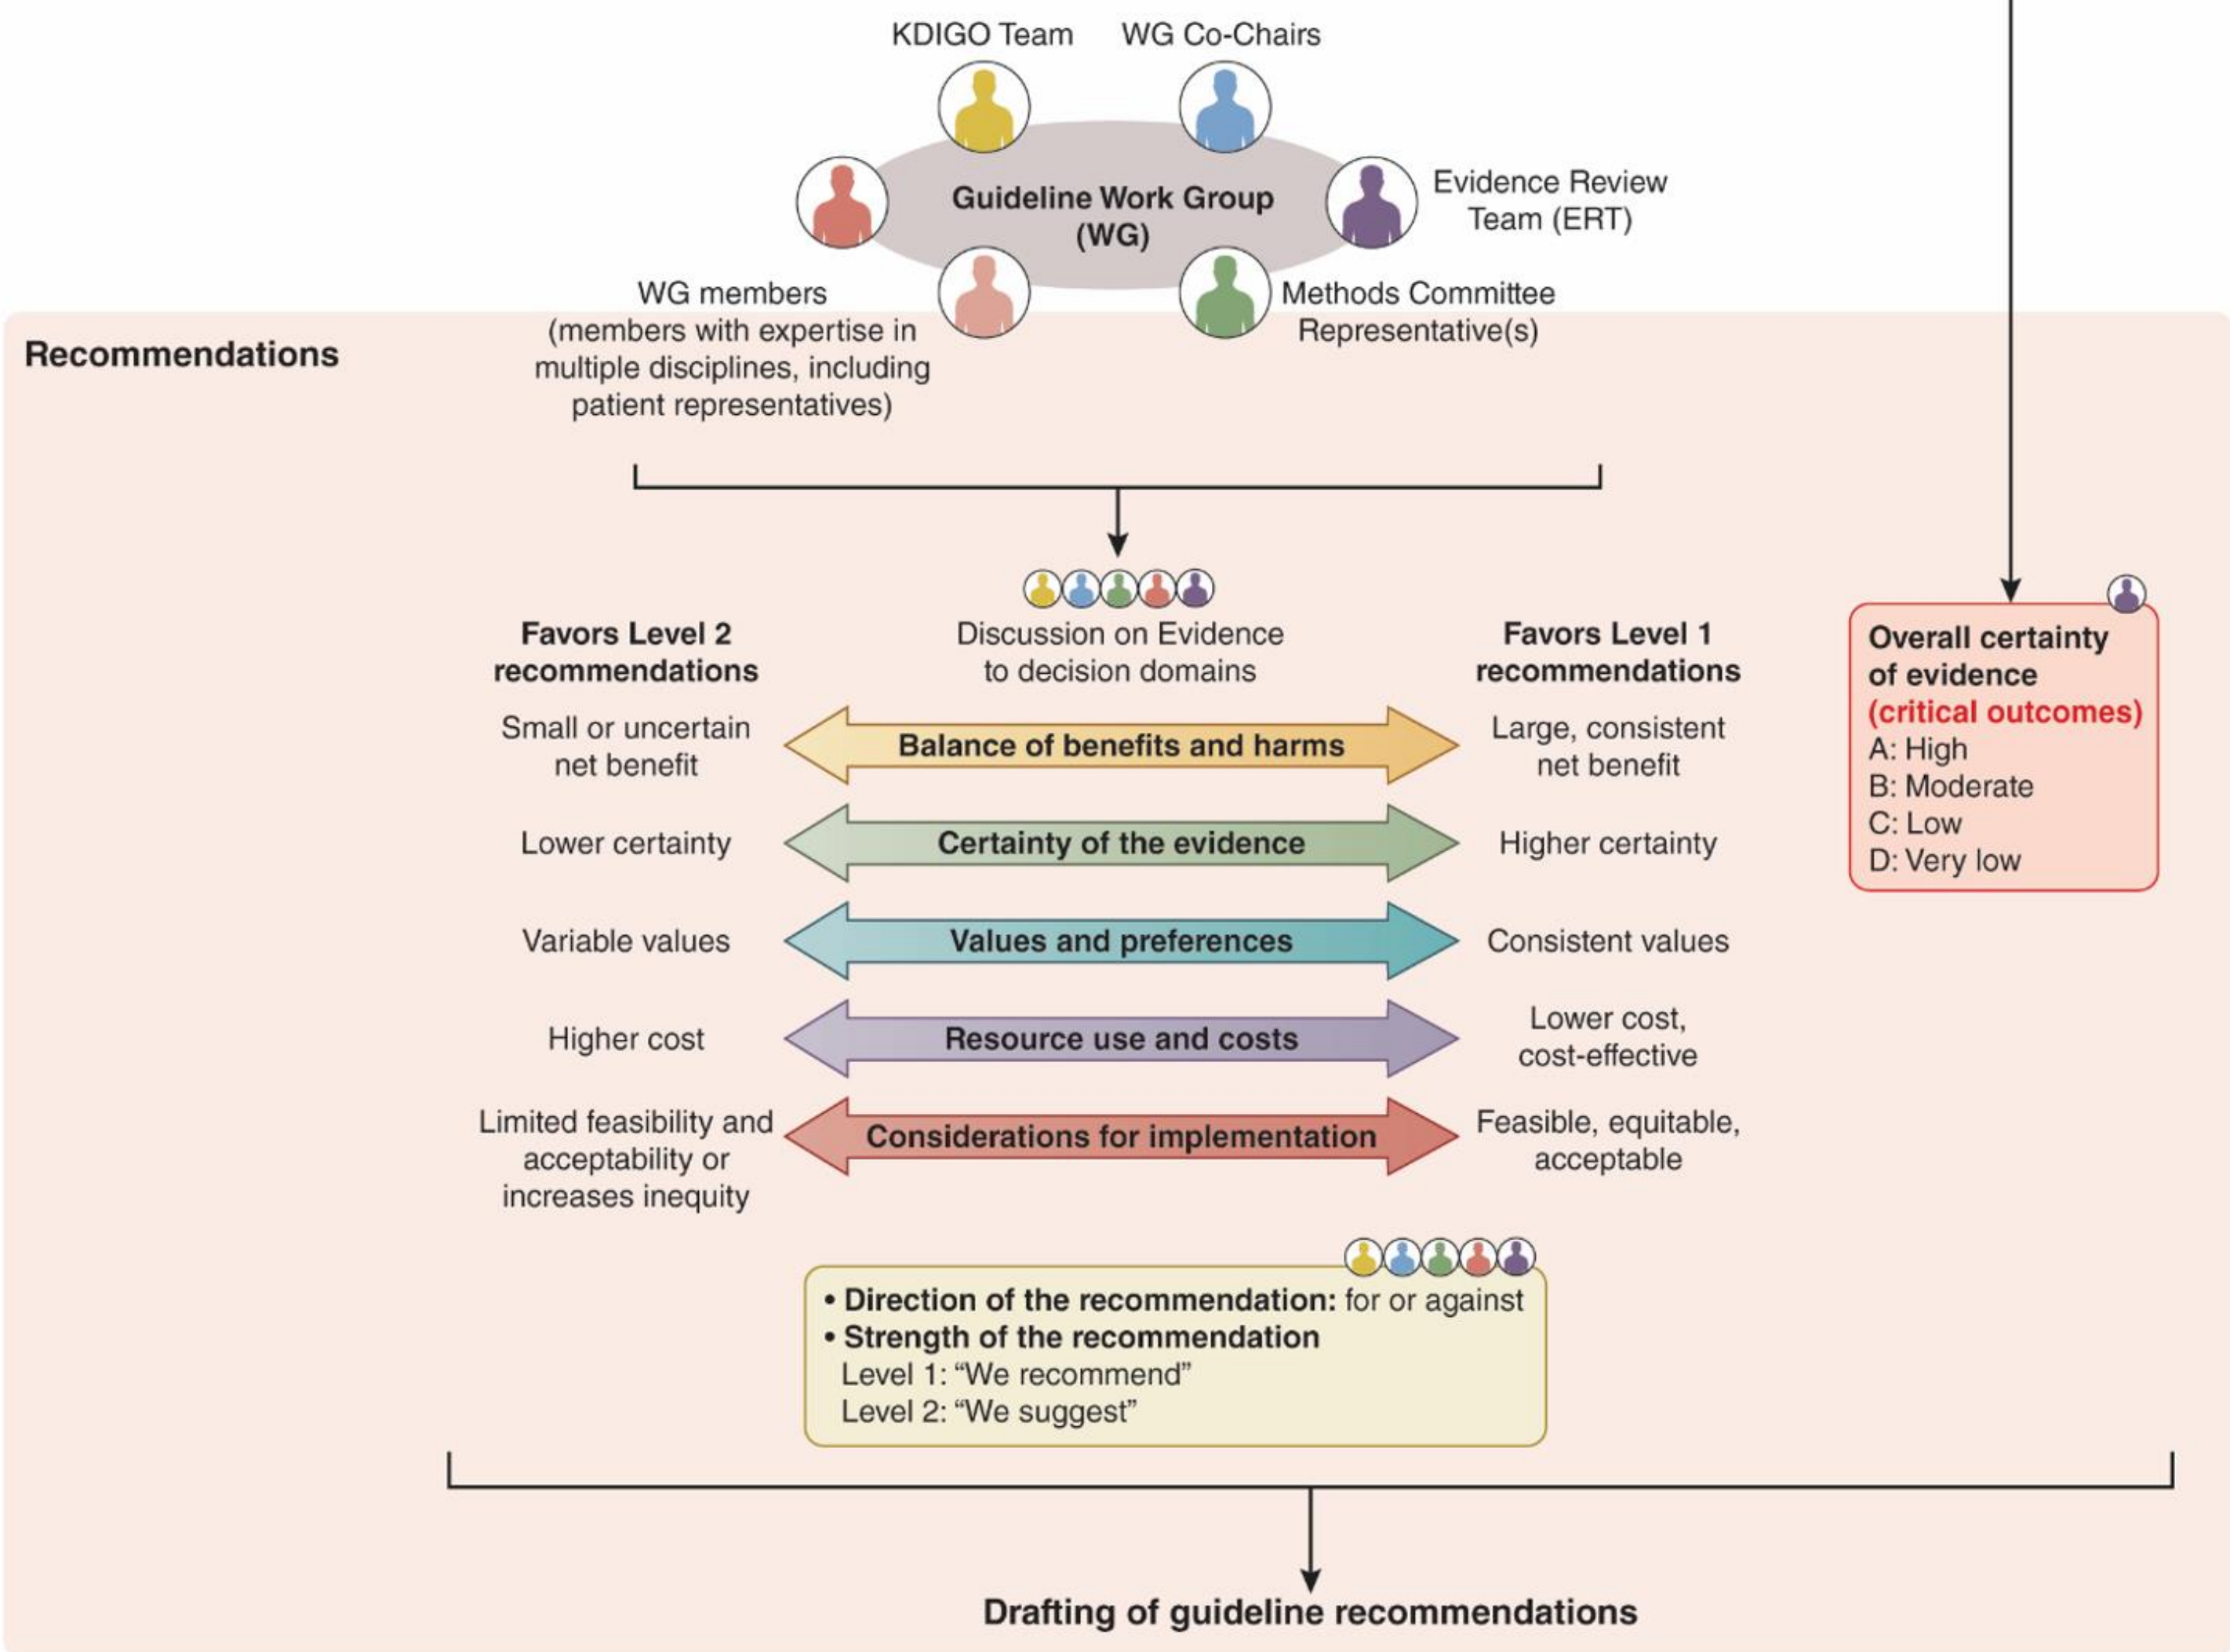 KDIGO Team
WG Co-Chairs
Guideline Work Group
(WG)
Evidence Review
Team (ERT)
WG members
(members with expertise in
multiple disciplines, including
patient representatives)
Methods Committee
Representative(s)
Recommendations
Discussion on Evidence
to decision domains
Favors Level 2
recommendations
Favors Level 1
recommendations
Small or uncertain
net benefit
Balance of benefits and harms
Large, consistent
net benefit
Lower certainty
Certainty of the evidence
Higher certainty
Variable values
Values and preferences
Consistent values
Higher cost
Resource use and costs
Lower cost,
cost-effective
Limited feasibility and
acceptability or
increases inequity
Considerations for implementation
Feasible, equitable,
acceptable
Overall certainty
of evidence
(critical outcomes)
A: High
B: Moderate
C: Low
D: Very low
• Direction of the recommendation: for or against
• Strength of the recommendation
Level 1: “We recommend”
Level 2: “We suggest”
Drafting of guideline recommendations